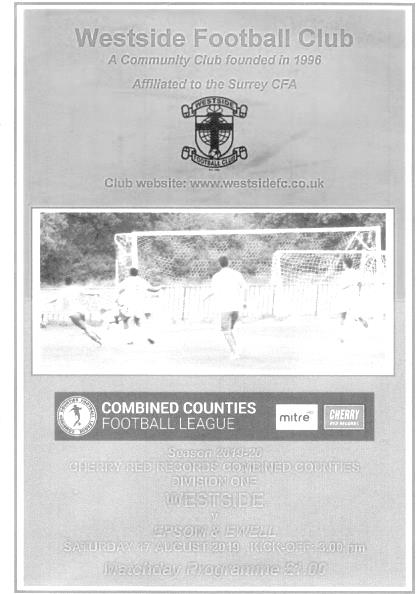 Westside Football Club
A Community Club founded in 1996
Affiliated to the Surrey CFA
WESTSIDE
FOOTBALL CLUB
Club website: www.westsidefc.co.uk
COMBINED COUNTIES
FOOTBALL LEAGUE
mitre
CHERRY
RED RECORDS
Season 2019-20
CHERRY RED RECORDS COMBINED COUNTIES
DIVISION ONE
WESTSIDE
v
EPSOM & EWELL
SATURDAY 17 AUGUST 2019 KICK-OFF: 3.00 pm
Matchday Programme £1.00